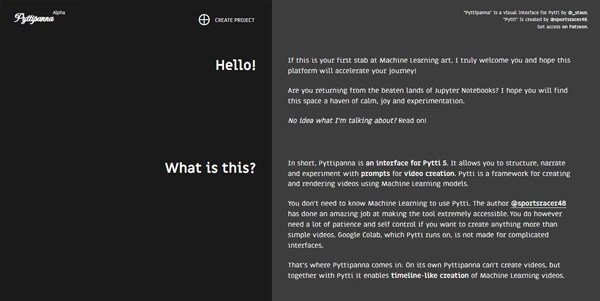 Pyttipanna Alpha
CREATE PROJECT
"Pyttipanna" is a visual interface for Pytti by @_staus.
"Pytti" is created by @sportsracer48.
Get access on Patreon.
Hello!
If this is your first stab at Machine Learning art, I truly welcome you and hope this
platform will accelerate your journey!
Are you returning from the beaten lands of Jupyter Notebooks? I hope you will find
this space a haven of calm, joy and experimentation.
No idea what I'm talking about? Read on!
What is this?
In short, Pyttipanna is an interface for Pytti 5. It allows you to structure, narrate
and experiment with prompts for video creation. Pytti is a framework for creating
and rendering videos using Machine Learning models.
You don't need to know Machine Learning to use Pytti. The author @sportsracer48
has done an amazing job at making the tool extremely accessible. You do however
need a lot of patience and self control if you want to create anything more than
simple videos. Google Colab, which Pytti runs on, is not made for complicated
interfaces.
That's where Pyttipanna comes in. On its own Pyttipanna can't create videos, but
together with Pytti it enables timeline-like creation of Machine Learning videos.